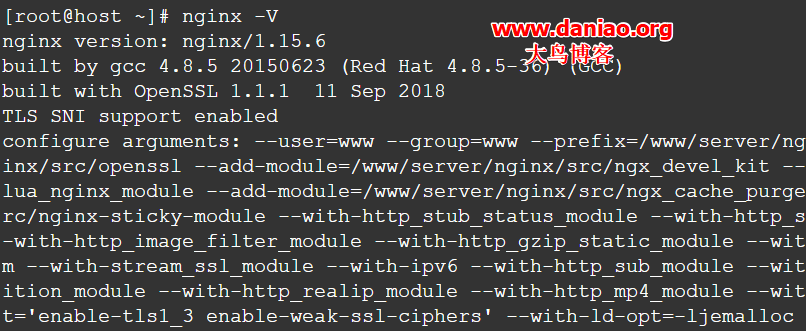 [root@host ~]# nginx -V
www.daniao.org
nginx version: nginx/1.15.6
大鸟博客
built by gcc 4.8.5 20150623 (Red Hat 4.8.5-36) (GCC)
built with OpenSSL 1.1.1  11 Sep 2018
TLS SNI support enabled
configure arguments: --user=www --group=www --prefix=/www/server/ng
inx/src/openssl --add-module=/www/server/nginx/src/ngx_devel_kit --
lua_nginx_module --add-module=/www/server/nginx/src/ngx_cache_purge
rc/nginx-sticky-module --with-http_stub_status_module --with-http_s
-with-http_image_filter_module --with-http_gzip_static_module --wit
m --with-stream_ssl_module --with-ipv6 --with-http_sub_module --wit
ition_module --with-http_realip_module --with-http_mp4_module --wit
t='enable-tls1_3 enable-weak-ssl-ciphers' --with-ld-opt=-ljemalloc